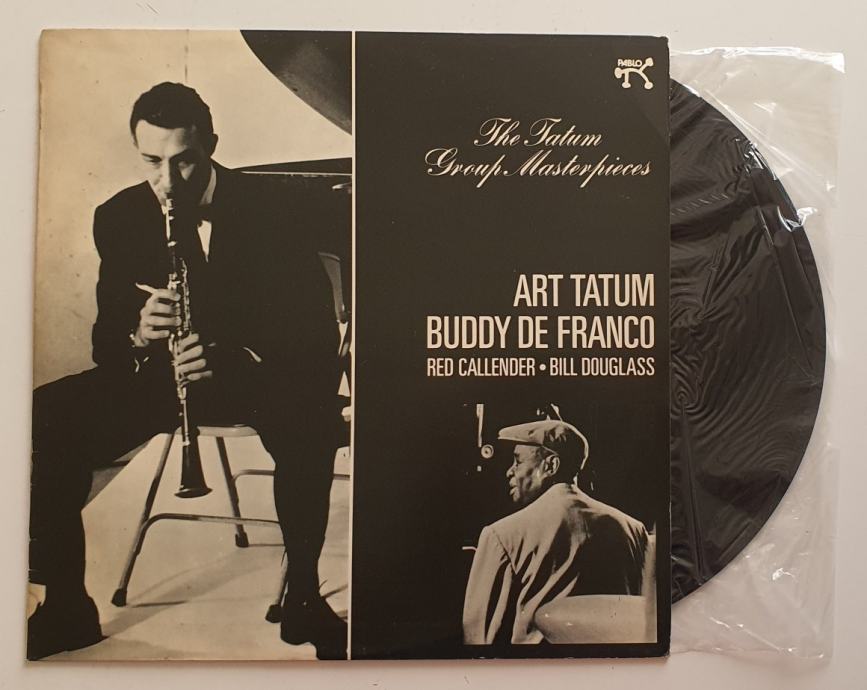 PABLO
The Tatum
Group Masterpieces
ART TATUM
BUDDY DE FRANCO
RED CALLENDER • BILL DOUGLASS